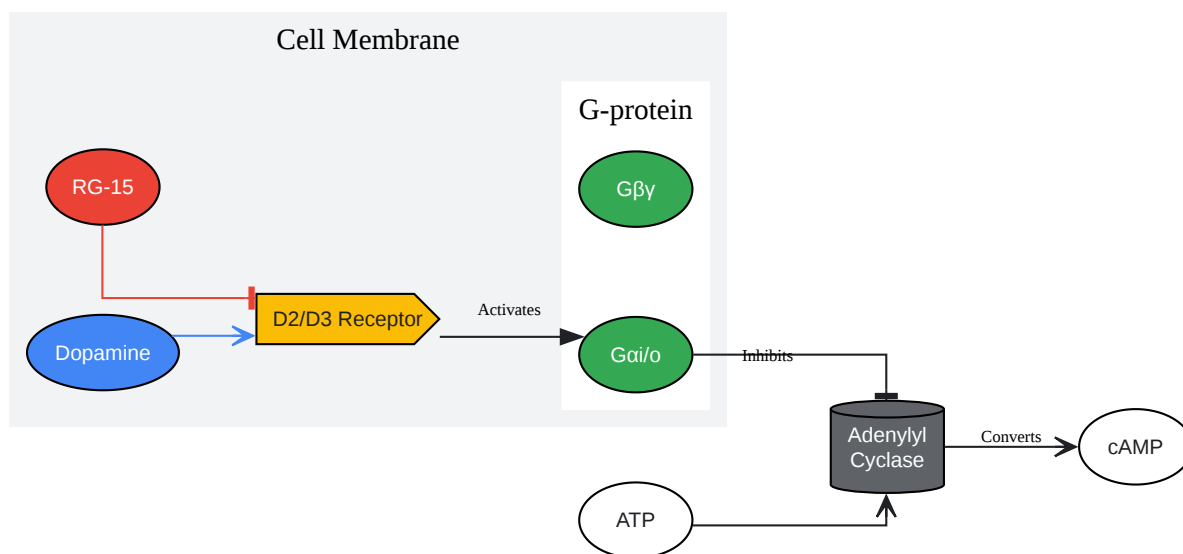 Cell Membrane
G-protein
RG-15
Gβγ
D2/D3 Receptor
Activates
Dopamine
Gαi/o
Inhibits
Adenylyl
Cyclase
Converts
cAMP
ATP